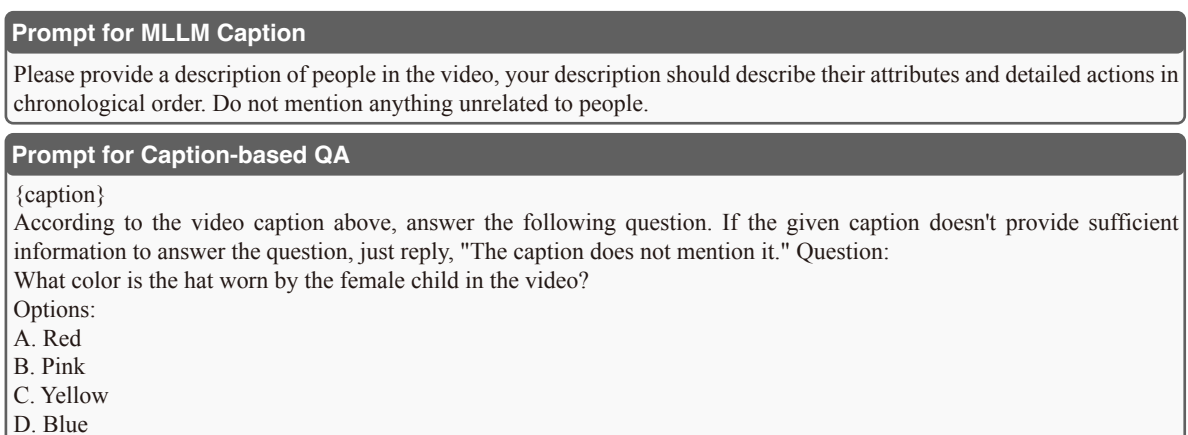 Prompt for MLLM Caption
Please provide a description of people in the video, your description should describe their attributes and detailed actions in
chronological order. Do not mention anything unrelated to people.
Prompt for Caption-based QA
{caption}
According to the video caption above, answer the following question. If the given caption doesn't provide sufficient
information to answer the question, just reply, "The caption does not mention it." Question:
What color is the hat worn by the female child in the video?
Options:
A. Red
B. Pink
C. Yellow
D. Blue